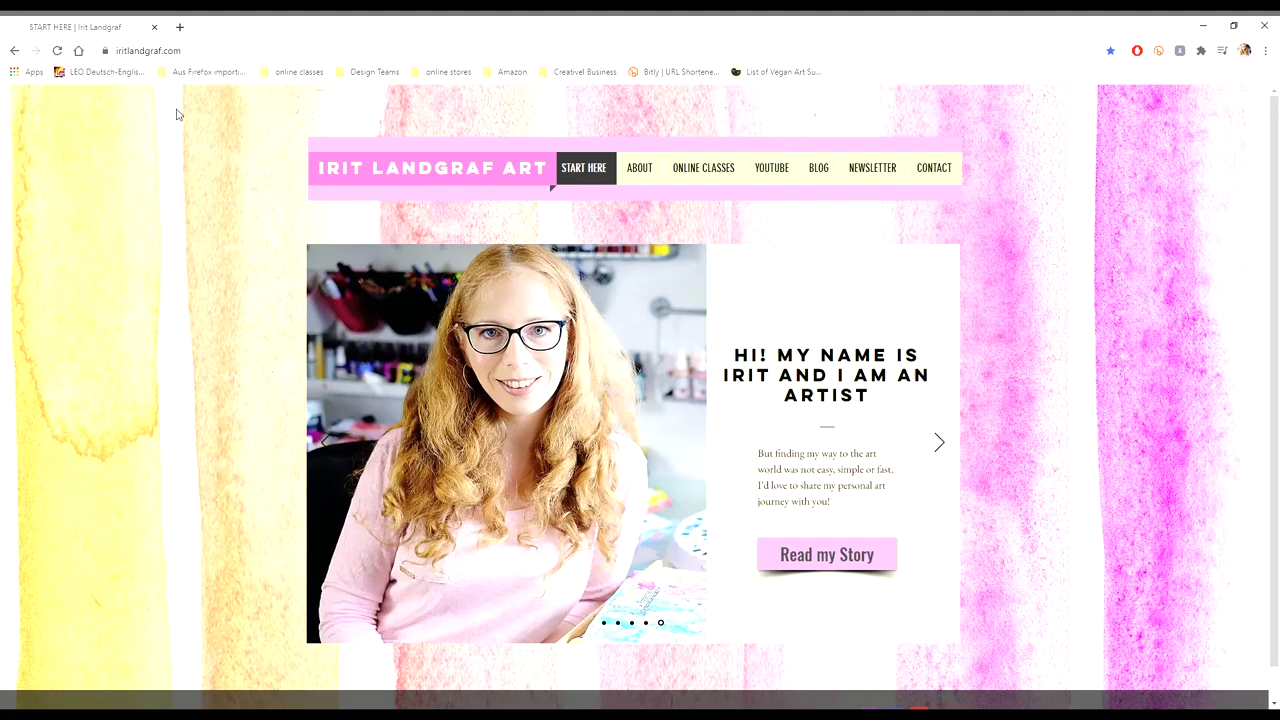 START HERE | Irit Landgraf
iritlandgraf.com
Apps LEO Deutsch-Englis... Aus Firefox importi... online classes Design Teams online stores Amazon Creativel Business Bitly | URL Shortene... List of Vegan Art Su...
IRIT LANDGRAF ART START HERE ABOUT ONLINE CLASSES YOUTUBE BLOG NEWSLETTER CONTACT
HI! MY NAME IS
IRIT AND I AM AN
ARTIST
But finding my way to the art
world was not easy, simple or fast.
I'd love to share my personal art
journey with you!
Read my Story